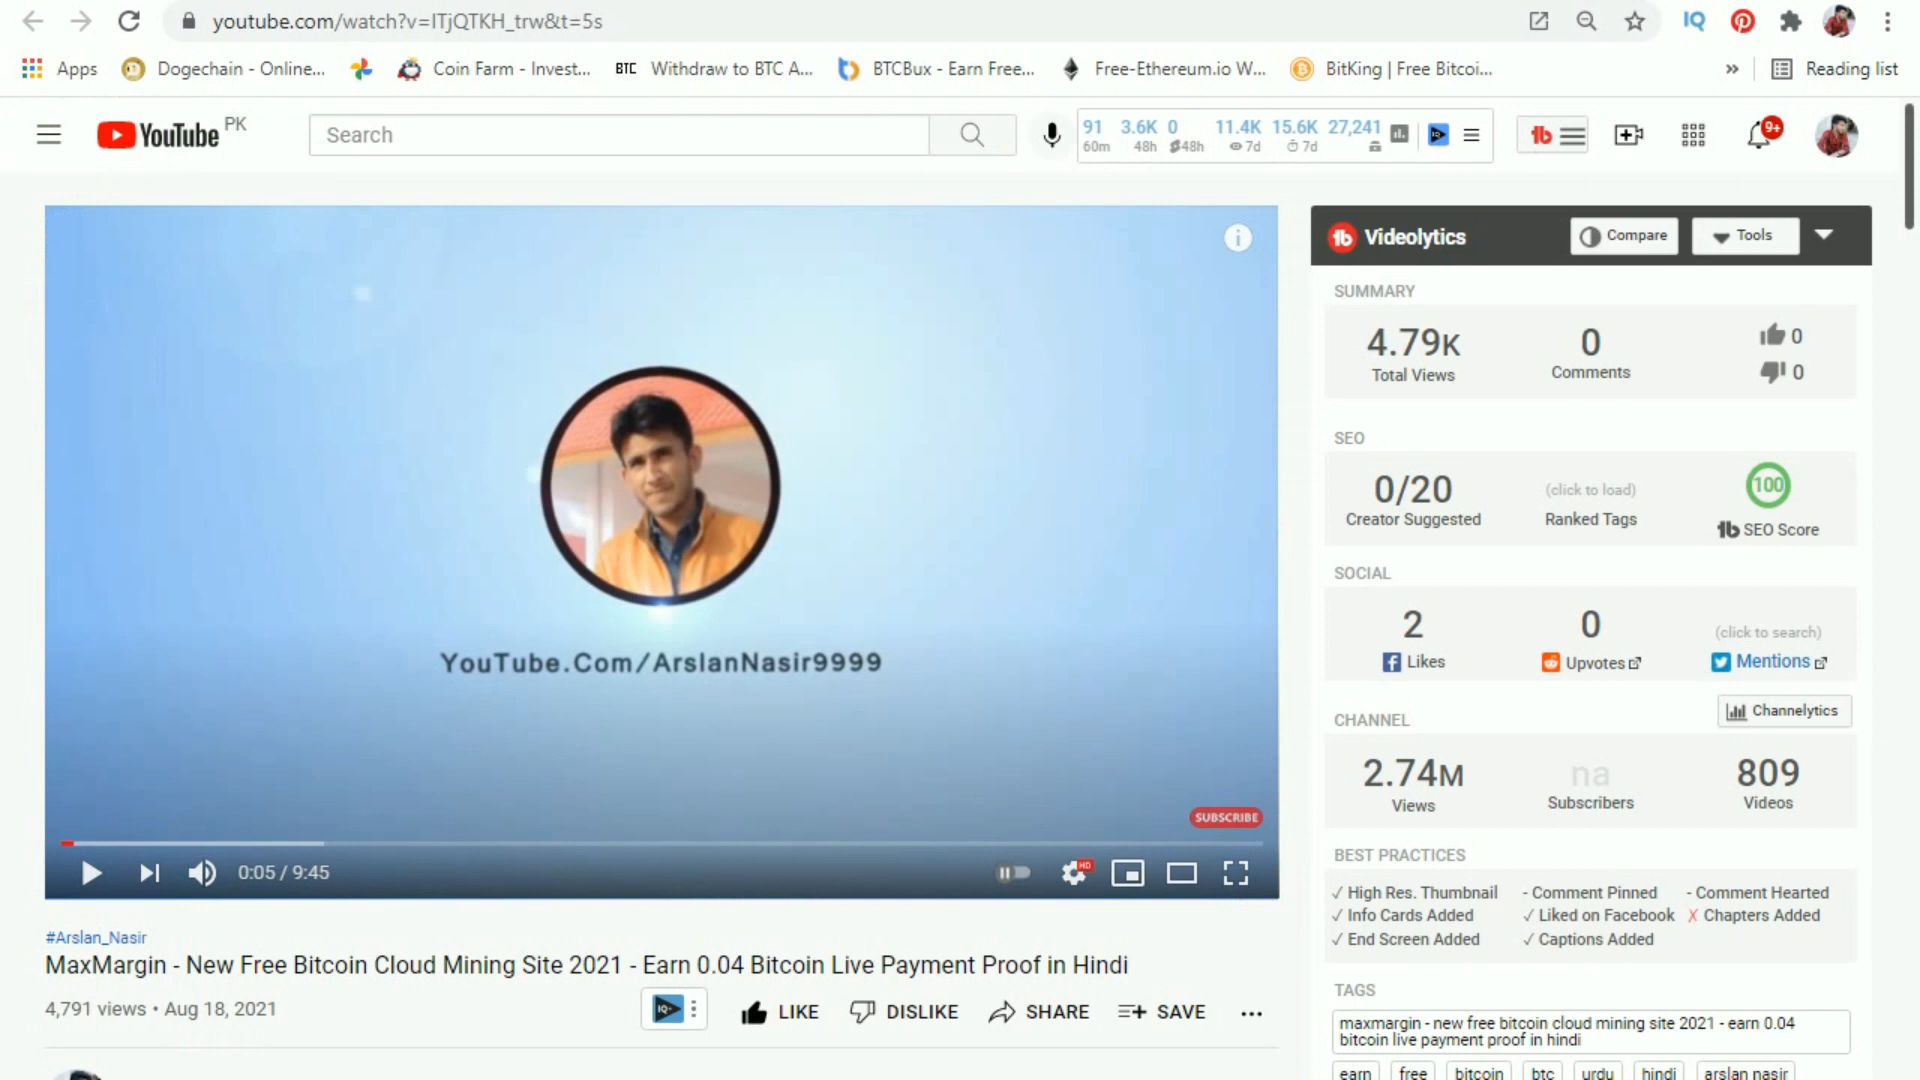 youtube.com/watch?v=ITjQTKH_trw&t=5s
IQ
Apps Dogechain - Online... Coin Farm - Invest... BTC Withdraw to BTC A... BTCBux - Earn Free... Free-Ethereum.io W... BitKing | Free Bitcoi... » Reading list
YouTube PK
Search
91 3.6K 0 11.4K 15.6K 27,241
60m 48h 48h 7d 7d
9+
YouTube.Com/ArslanNasir9999
SUBSCRIBE
0:05 / 9:45
HD
#Arslan_Nasir
MaxMargin - New Free Bitcoin Cloud Mining Site 2021 - Earn 0.04 Bitcoin Live Payment Proof in Hindi
4,791 views • Aug 18, 2021
LIKE DISLIKE SHARE SAVE
Videolytics Compare Tools
SUMMARY
4.79K 0 0
Total Views Comments 0
SEO
0/20 (click to load) 100
Creator Suggested Ranked Tags SEO Score
SOCIAL
2 0 (click to search)
Likes Upvotes Mentions
CHANNEL Channelytics
2.74M na 809
Views Subscribers Videos
BEST PRACTICES
✓ High Res. Thumbnail - Comment Pinned - Comment Hearted
✓ Info Cards Added ✓ Liked on Facebook X Chapters Added
✓ End Screen Added ✓ Captions Added
TAGS
maxmargin - new free bitcoin cloud mining site 2021 - earn 0.04
bitcoin live payment proof in hindi
earn free bitcoin btc urdu hindi arslan nasir